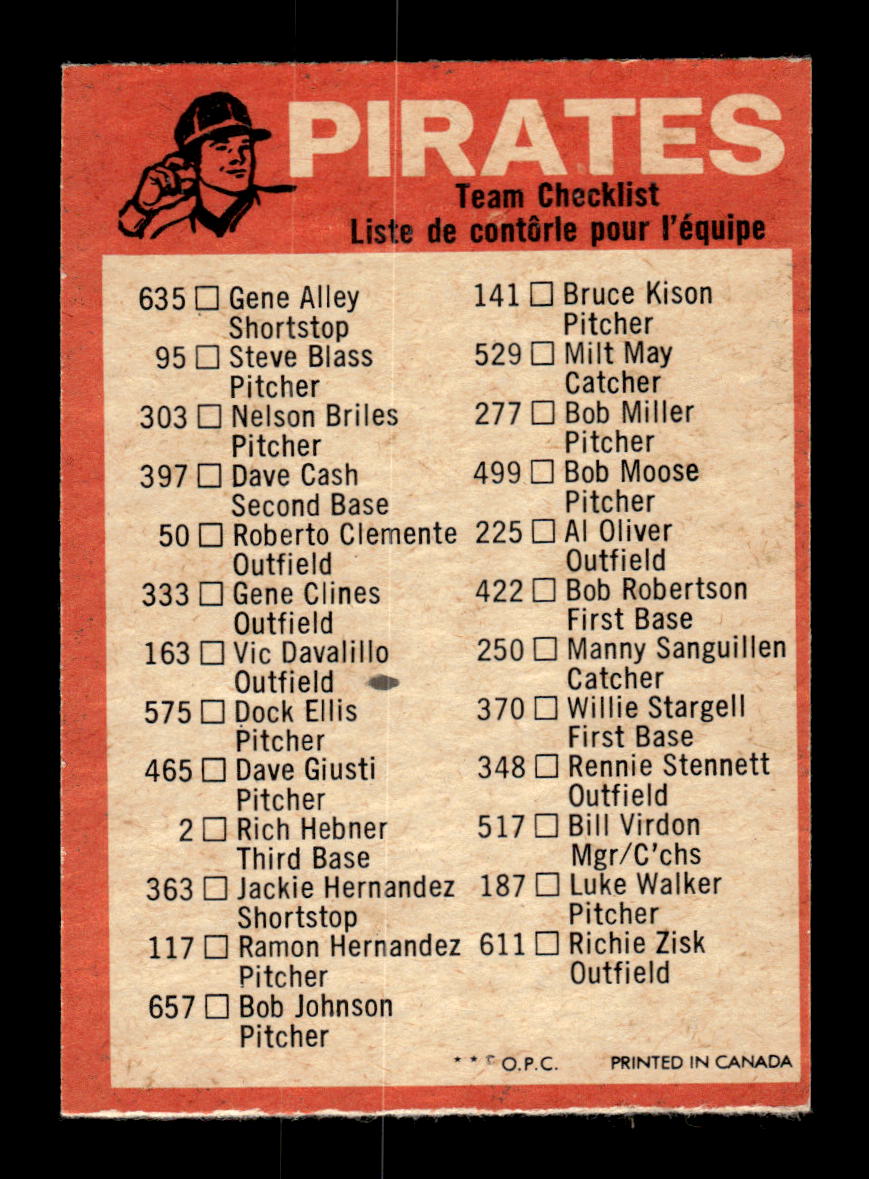 PIRATES
Team Checklist
Liste de contôrle pour l'équipe
635 □ Gene Alley
Shortstop
95 □ Steve Blass
Pitcher
303 □ Nelson Briles
Pitcher
397 □ Dave Cash
Second Base
50 □ Roberto Clemente
Outfield
333 □ Gene Clines
Outfield
163 □ Vic Davalillo
Outfield
575 □ Dock Ellis
Pitcher
465 □ Dave Giusti
Pitcher
2 □ Rich Hebner
Third Base
363 □ Jackie Hernandez
Shortstop
117 □ Ramon Hernandez
Pitcher
657 □ Bob Johnson
Pitcher
141 □ Bruce Kison
Pitcher
529 □ Milt May
Catcher
277 □ Bob Miller
Pitcher
499 □ Bob Moose
Pitcher
225 □ Al Oliver
Outfield
422 □ Bob Robertson
First Base
250 □ Manny Sanguillen
Catcher
370 □ Willie Stargell
First Base
348 □ Rennie Stennett
Outfield
517 □ Bill Virdon
Mgr/C'chs
187 □ Luke Walker
Pitcher
611 □ Richie Zisk
Outfield
* * © O.P.C. PRINTED IN CANADA